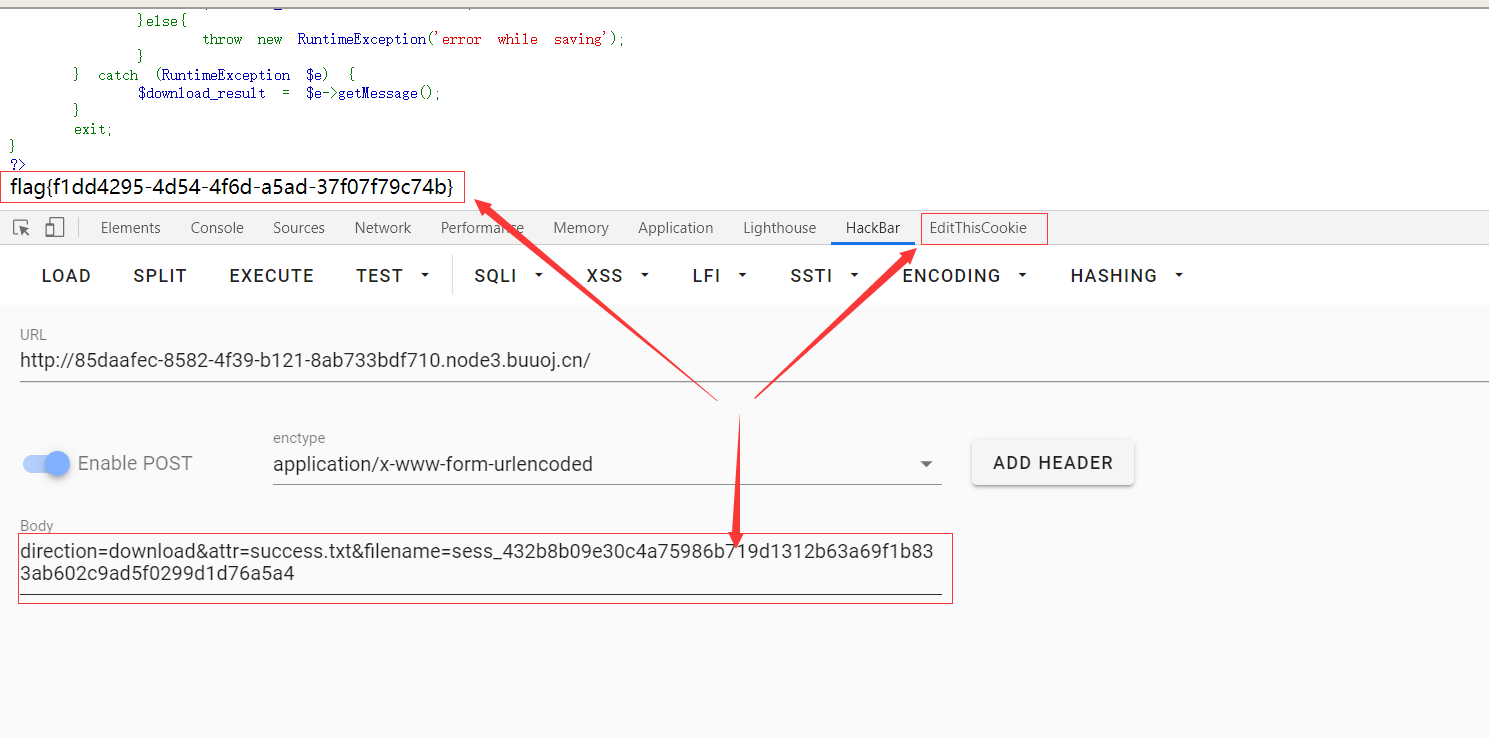 }else{
throw new RuntimeException('error while saving');
}
} catch (RuntimeException $e) {
$download_result = $e->getMessage();
}
exit;
}
?>
flag{f1dd4295-4d54-4f6d-a5ad-37f07f79c74b}
Elements Console Sources Network Performance Memory Application Lighthouse HackBar EditThisCookie
LOAD SPLIT EXECUTE TEST SQLI XSS LFI SSTI ENCODING HASHING
URL
http://85daafec-8582-4f39-b121-8ab733bdf710.node3.buuoj.cn/
Enable POST
enctype
application/x-www-form-urlencoded
ADD HEADER
Body
direction=download&attr=success.txt&filename=sess_432b8b09e30c4a75986b719d1312b63a69f1b83
3ab602c9ad5f0299d1d76a5a4